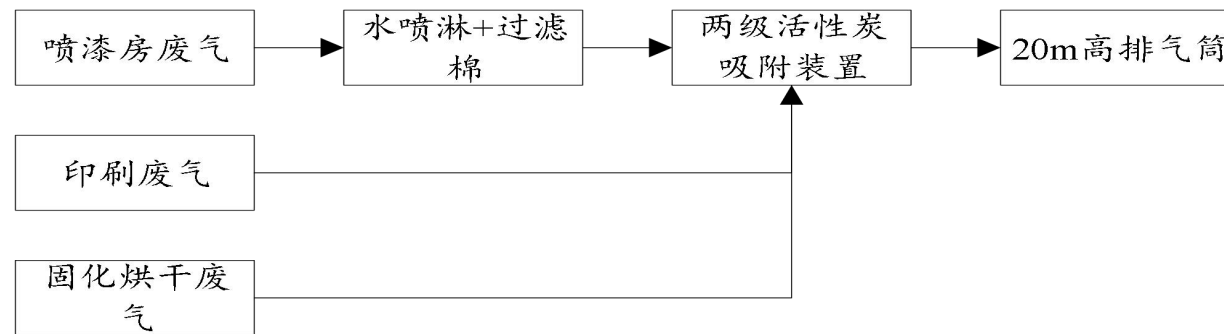 喷漆房废气
水喷淋+过滤
棉
两级活性炭
吸附装置
20m高排气筒
印刷废气
固化烘干废
气